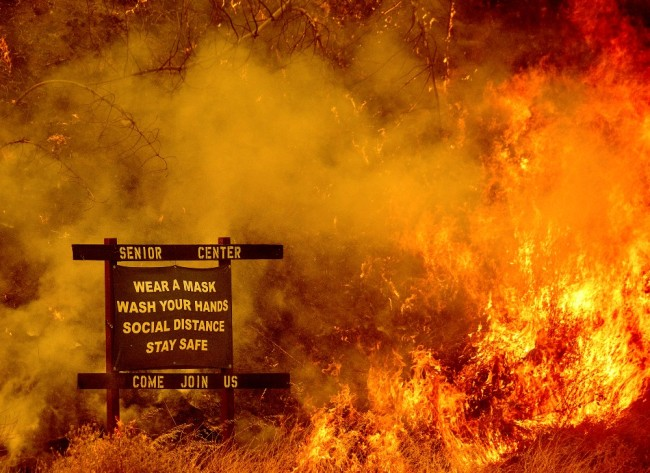 SENIOR CENTER
WEAR A MASK
WASH YOUR HANDS
SOCIAL DISTANCE
STAY SAFE
COME JOIN US